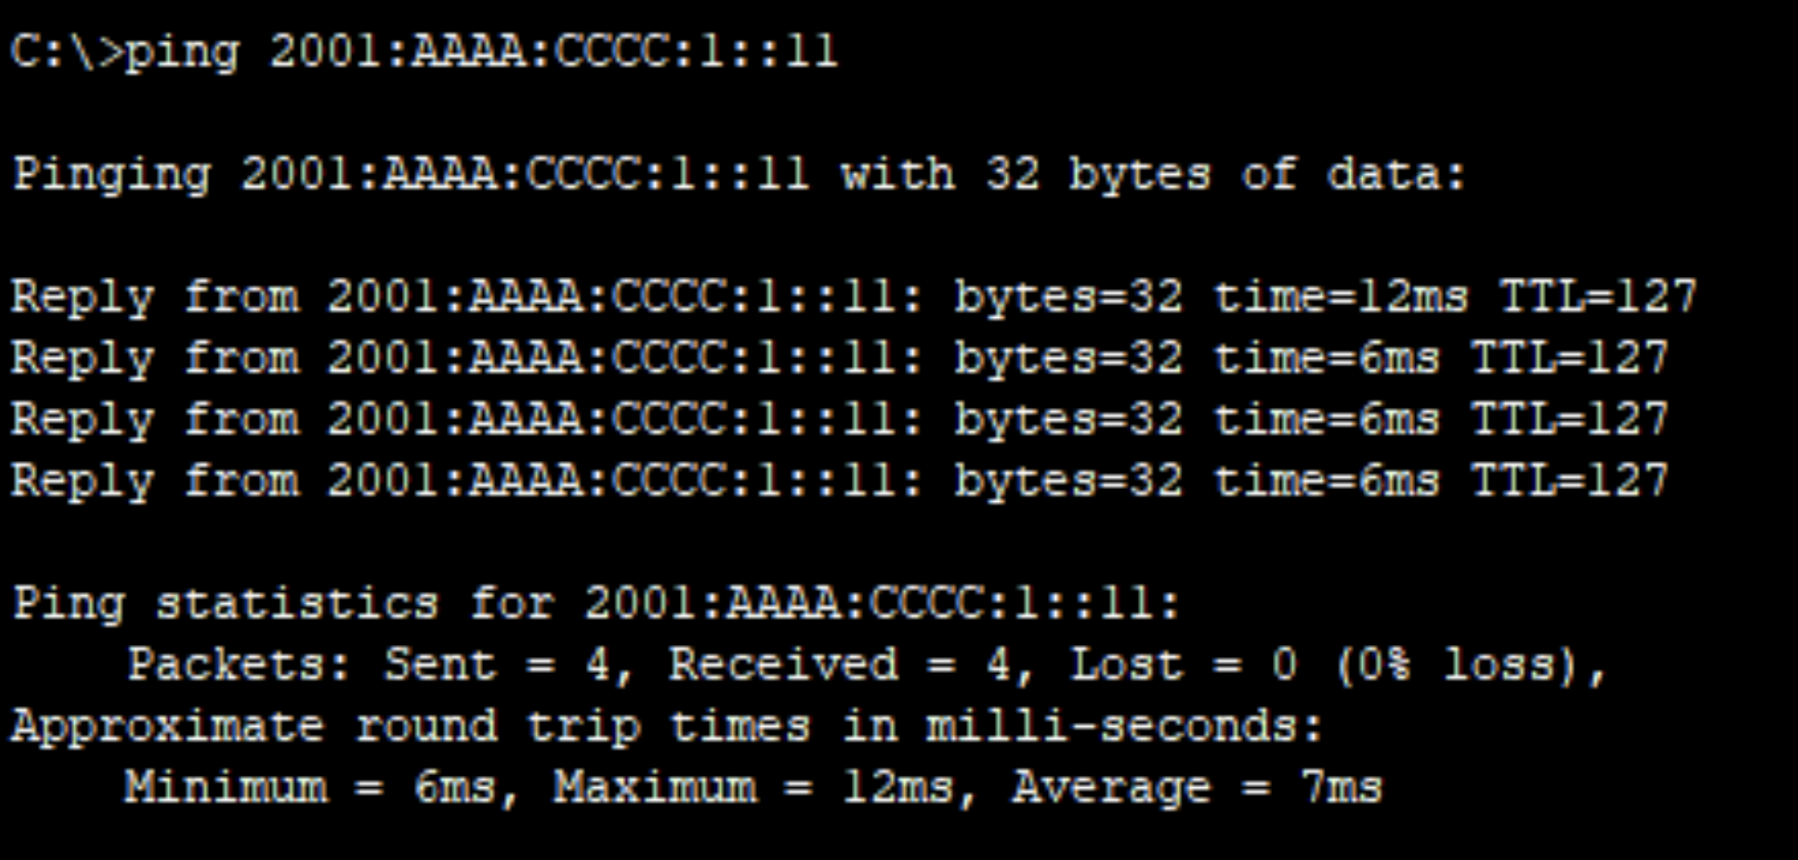 C:\>ping 2001:AAAA:CCCC:1::11
Pinging 2001:AAAA:CCCC:1::11 with 32 bytes of data:
Reply from 2001:AAAA:CCCC:1::11: bytes=32 time=12ms TTL=127
Reply from 2001:AAAA:CCCC:1::11: bytes=32 time=6ms TTL=127
Reply from 2001:AAAA:CCCC:1::11: bytes=32 time=6ms TTL=127
Reply from 2001:AAAA:CCCC:1::11: bytes=32 time=6ms TTL=127
Ping statistics for 2001:AAAA:CCCC:1::11:
Packets: Sent = 4, Received = 4, Lost = 0 (0% loss),
Approximate round trip times in milli-seconds:
Minimum = 6ms, Maximum = 12ms, Average = 7ms